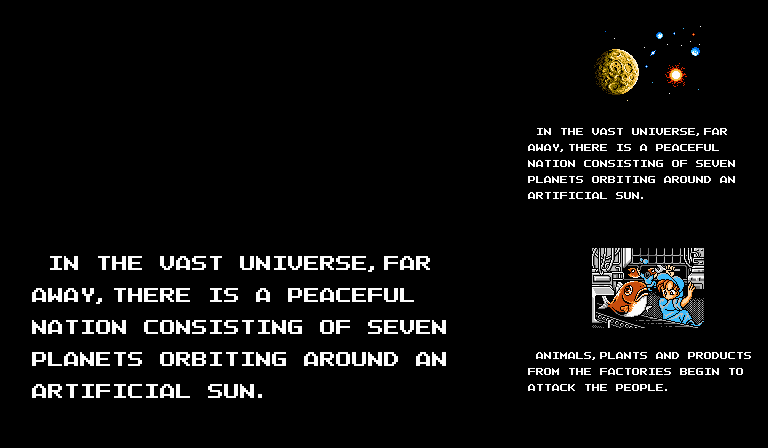 IN THE VAST UNIVERSE, FAR
AWAY, THERE IS A PEACEFUL
NATION CONSISTING OF SEVEN
PLANETS ORBITING AROUND AN
ARTIFICIAL SUN.
IN THE VAST UNIVERSE, FAR
AWAY, THERE IS A PEACEFUL
NATION CONSISTING OF SEVEN
PLANETS ORBITING AROUND AN
ARTIFICIAL SUN.
ANIMALS, PLANTS AND PRODUCTS
FROM THE FACTORIES BEGIN TO
ATTACK THE PEOPLE.